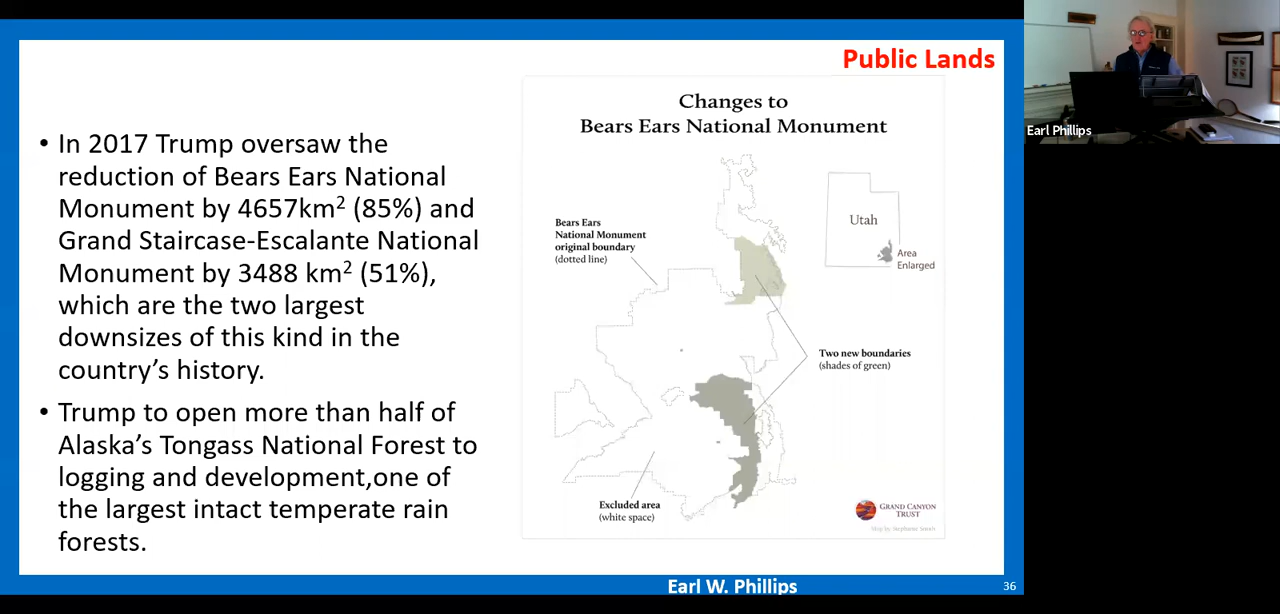 Public Lands
• In 2017 Trump oversaw the
reduction of Bears Ears National
Monument by 4657km² (85%) and
Grand Staircase-Escalante National
Monument by 3488 km² (51%),
which are the two largest
downsizes of this kind in the
country's history.
• Trump to open more than half of
Alaska's Tongass National Forest to
logging and development,one of
the largest intact temperate rain
forests.
Changes to
Bears Ears National Monument
Bears Ears
National Monument
original boundary
(dotted line)
Utah
Area
Enlarged
Two new boundaries
(shades of green)
Excluded area
(white space)
GRAND CANYON
TRUST
Map by Stephanie Smith
Earl W. Phillips
36
Earl Phillips